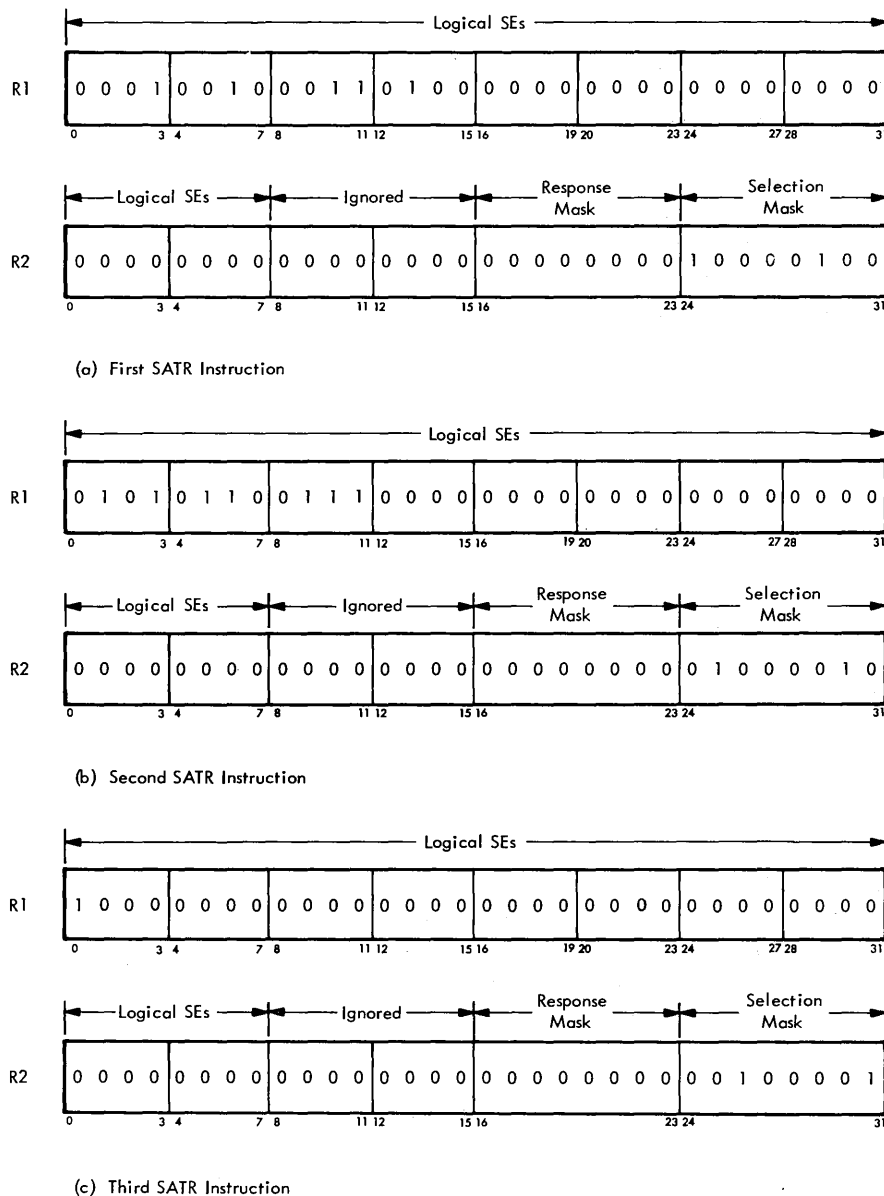 Logical SEs
R1 0 0 0 1 0 0 1 0 0 0 1 1 0 1 0 0 0 0 0 0 0 0 0 0 0 0 0 0 0 0 0 0
0 3 4 7 8 11 12 15 16 19 20 23 24 27 28 3
Logical SEs Ignored Response Mask Selection Mask
R2 0 0 0 0 0 0 0 0 0 0 0 0 0 0 0 0 0 0 0 0 0 0 0 0 1 0 0 0 0 1 0 0
0 3 4 7 8 11 12 15 16 23 24 31
(a) First SATR Instruction
Logical SEs
R1 0 1 0 1 0 1 1 0 0 1 1 1 0 0 0 0 0 0 0 0 0 0 0 0 0 0 0 0 0 0 0 0
0 3 4 7 8 11 12 15 16 19 20 23 24 27 28 31
Logical SEs Ignored Response Mask Selection Mask
R2 0 0 0 0 0 0 0 0 0 0 0 0 0 0 0 0 0 0 0 0 0 0 0 0 0 1 0 0 0 0 1 0
0 3 4 7 8 11 12 15 16 23 24 31
(b) Second SATR Instruction
Logical SEs
R1 1 0 0 0 0 0 0 0 0 0 0 0 0 0 0 0 0 0 0 0 0 0 0 0 0 0 0 0 0 0 0 0
0 3 4 7 8 11 12 15 16 19 20 23 24 27 28 31
Logical SEs Ignored Response Mask Selection Mask
R2 0 0 0 0 0 0 0 0 0 0 0 0 0 0 0 0 0 0 0 0 0 0 0 0 0 0 1 0 0 0 0 1
0 3 4 7 8 11 12 15 16 23 24 31
(c) Third SATR Instruction